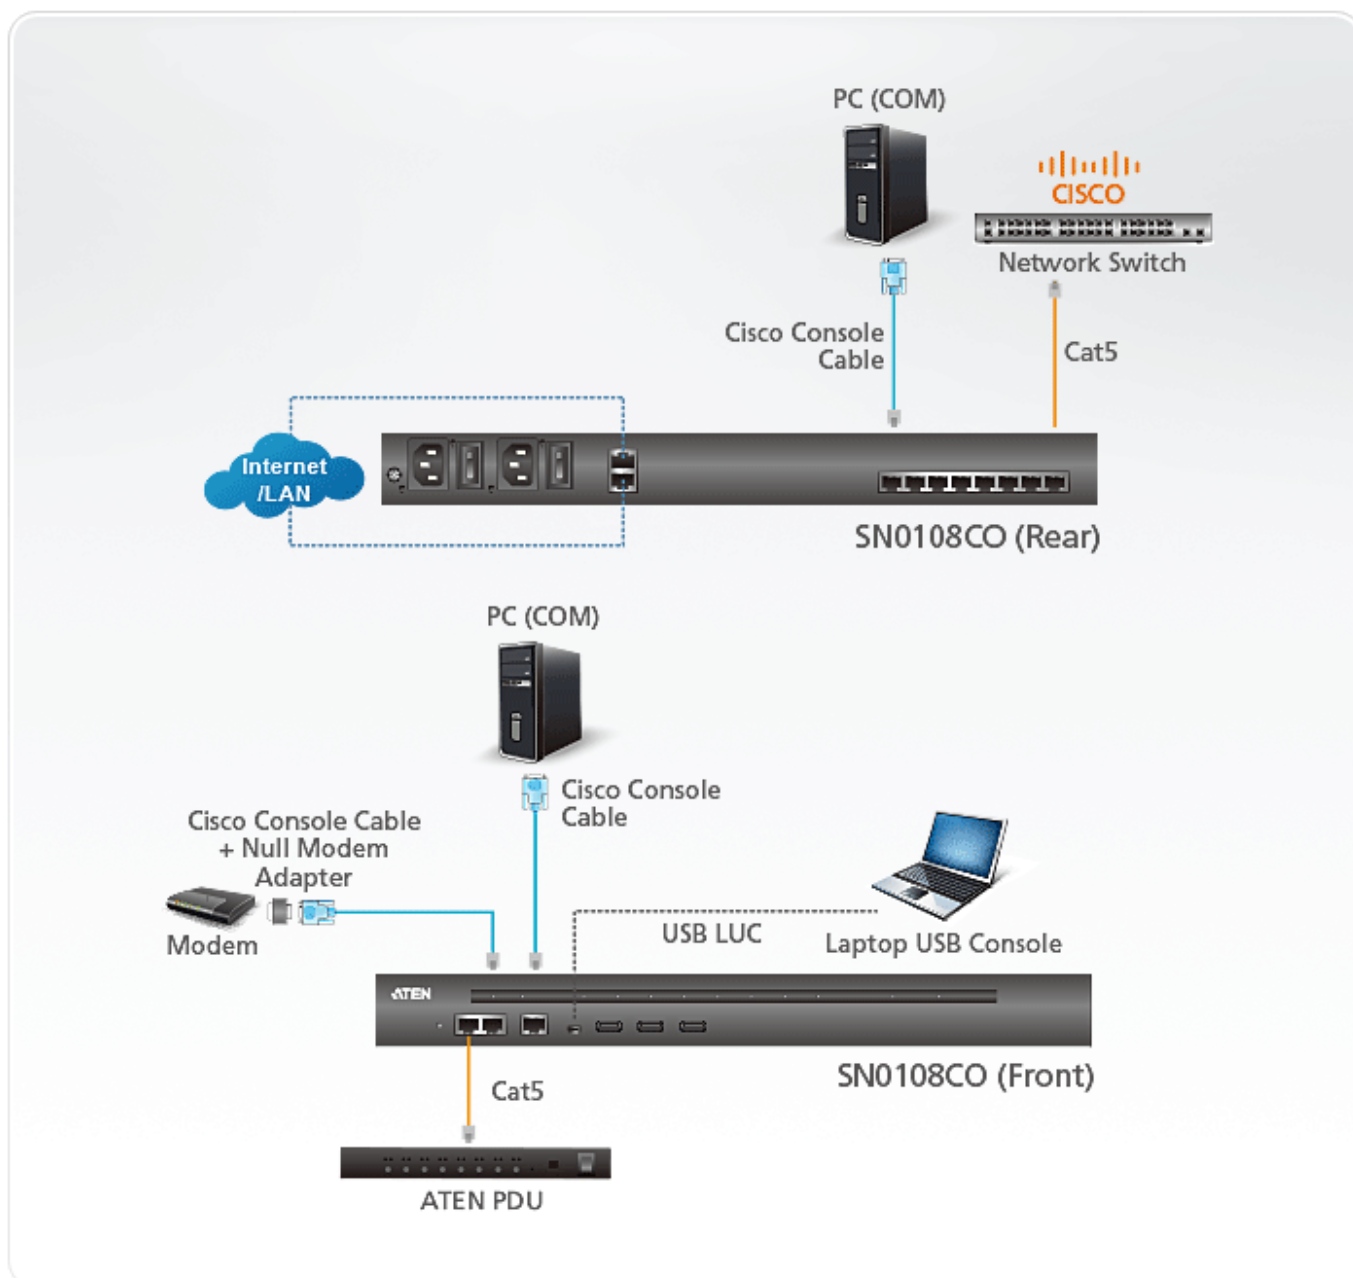 PC (COM)
CISCO
Network Switch
Cisco Console
Cable
Cat5
Internet
/LAN
SN0108CO (Rear)
PC (COM)
Cisco Console
Cable
Cisco Console Cable
+ Null Modem
Adapter
Modem
USB LUC
Laptop USB Console
ATEN
SN0108CO (Front)
Cat5
ATEN PDU